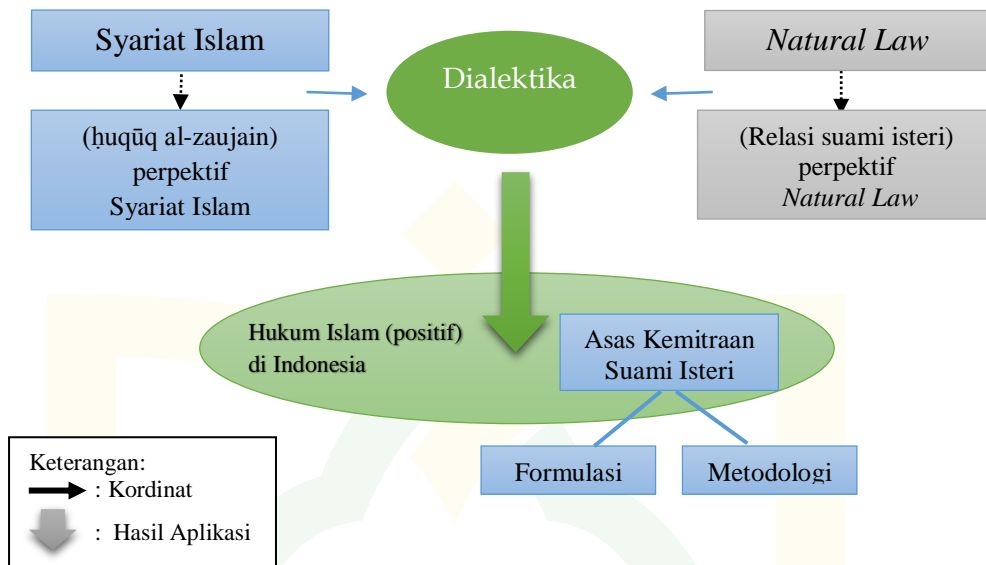 Syariat Islam
Dialektika
Natural Law
(ḥuqūq al-zaujain)
perpektif
Syariat Islam
(Relasi suami isteri)
perpektif
Natural Law
Hukum Islam (positif)
di Indonesia
Asas Kemitraan
Suami Isteri
Formulasi
Metodologi
Keterangan:
: Kordinat
: Hasil Aplikasi